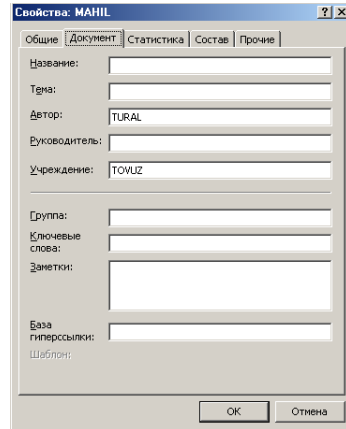 Свойства: MAHIL
Общие Документ Статистика Состав Прочие
Название:
Тема:
Автор: TURAL
Руководитель:
Учреждение: TOVUZ
Группа:
Ключевые
слова:
Заметки:
База
гиперссылки:
Шаблон:
OK Отмена